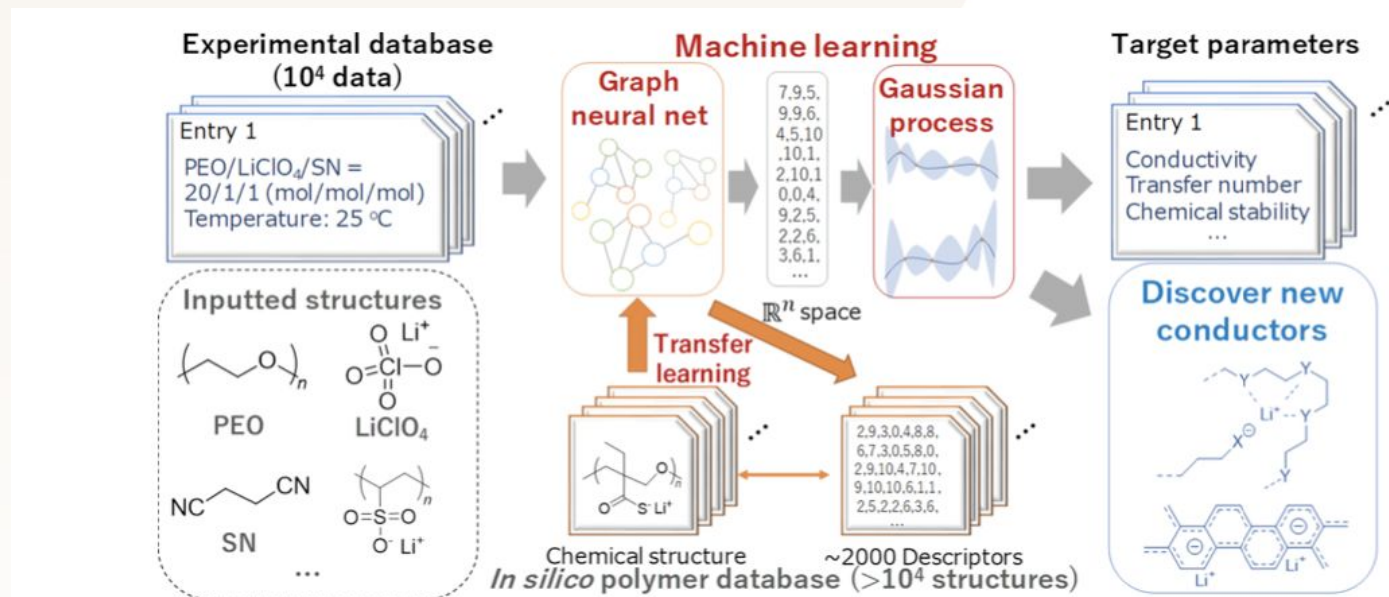 Experimental database
(10⁴ data)
Entry 1
PEO/LiClO₄/SN =
20/1/1 (mol/mol/mol)
Temperature: 25 °C
...
Inputted structures
O Li⁺
O=Cl–O
O
O
n
PEO
LiClO₄
NC
CN
SN
n
O=S=O
O⁻ Li⁺
...
Machine learning
Graph
neural net
7,9,5,
9,9,6,
4,5,10
,10,1,
2,10,1
0,0,4,
9,2.5,
2,2,6,
3,6,1,
...
Gaussian
process
ℝⁿ space
Transfer
learning
O
n
O
S⁻ Li⁺
...
Chemical structure
2,9,3,0,4,8,8,
6,7,3,0,5,8,0,
2,9,10,4,7,10,
9,10,10,6,1,1,
2,5,2,2,6,3,6,
...
...
~2000 Descriptors
In silico polymer database (>10⁴ structures)
Target parameters
Entry 1
Conductivity
Transfer number
Chemical stability
...
...
Discover new
conductors
Y
Y
Li⁺
Y
X⊖
Y
⊖
⊖
Li⁺
Li⁺